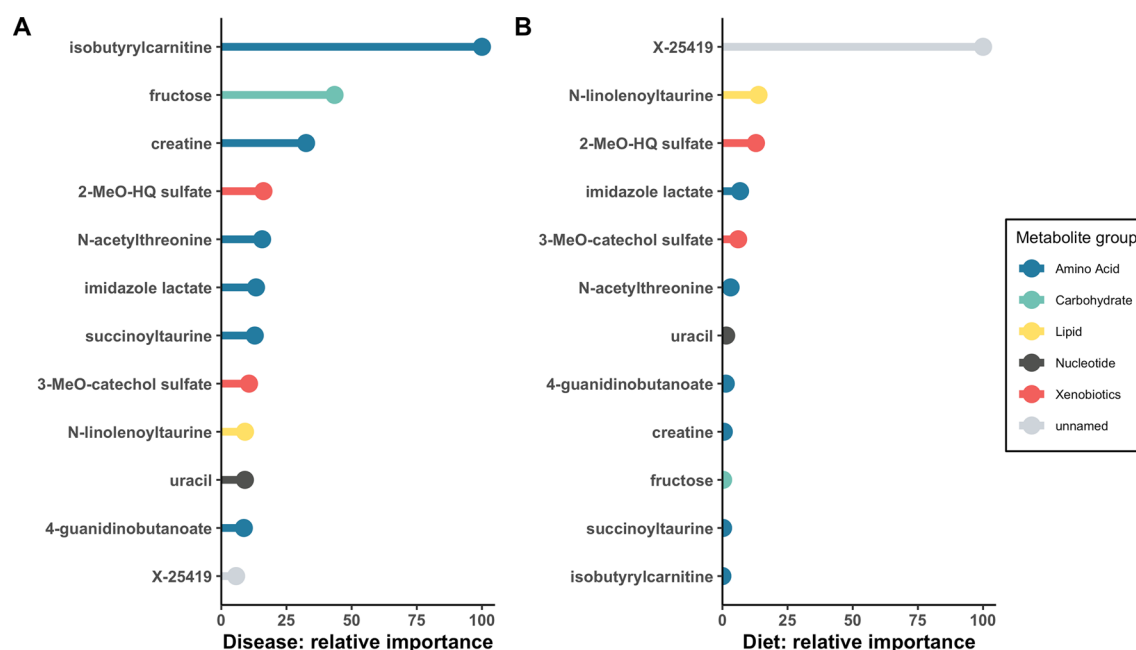 A
isobutyrylcarnitine
fructose
creatine
2-MeO-HQ sulfate
N-acetylthreonine
imidazole lactate
succinoyltaurine
3-MeO-catechol sulfate
N-linolenoyltaurine
uracil
4-guanidinobutanoate
X-25419
0 25 50 75 100
Disease: relative importance
B
X-25419
N-linolenoyltaurine
2-MeO-HQ sulfate
imidazole lactate
3-MeO-catechol sulfate
N-acetylthreonine
uracil
4-guanidinobutanoate
creatine
fructose
succinoyltaurine
isobutyrylcarnitine
0 25 50 75 100
Diet: relative importance
Metabolite group
Amino Acid
Carbohydrate
Lipid
Nucleotide
Xenobiotics
unnamed